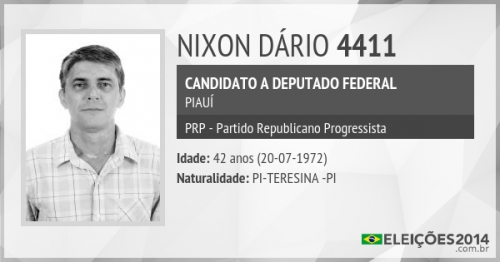 NIXON DÁRIO 4411
CANDIDATO A DEPUTADO FEDERAL
PIAUÍ
PRP - Partido Republicano Progressista
Idade: 42 anos (20-07-1972)
Naturalidade: PI-TERESINA -PI
ELEIÇÕES2014
.com.br